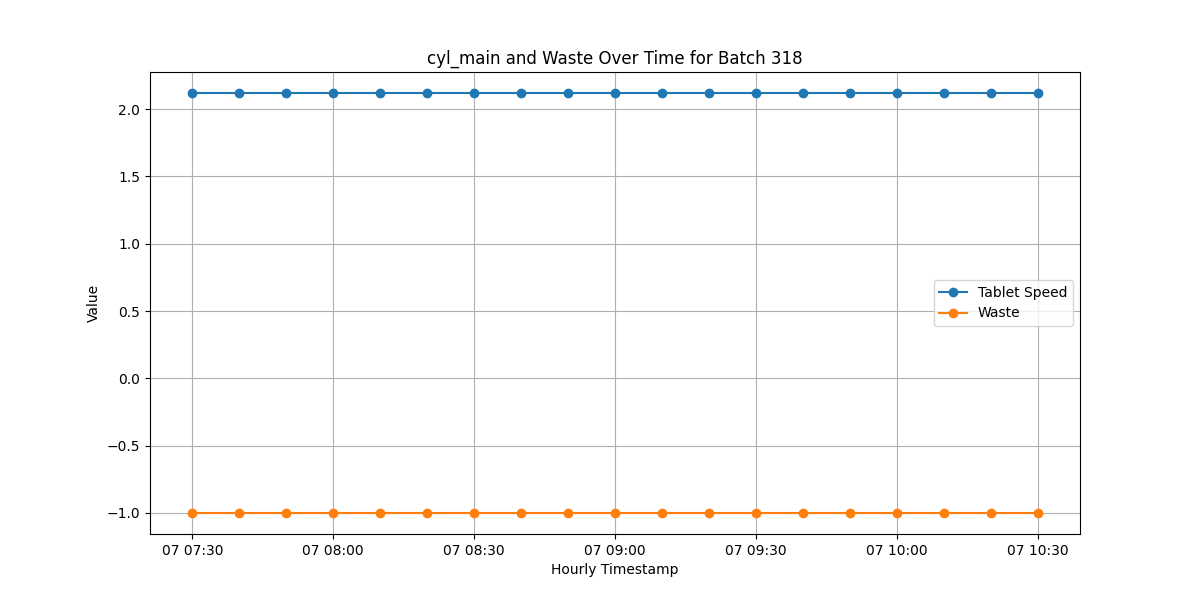 cyl_main and Waste Over Time for Batch 318
Value
2.0
1.5
1.0
0.5
0.0
−0.5
−1.0
Tablet Speed
Waste
07 07:30
07 08:00
07 08:30
07 09:00
07 09:30
07 10:00
07 10:30
Hourly Timestamp